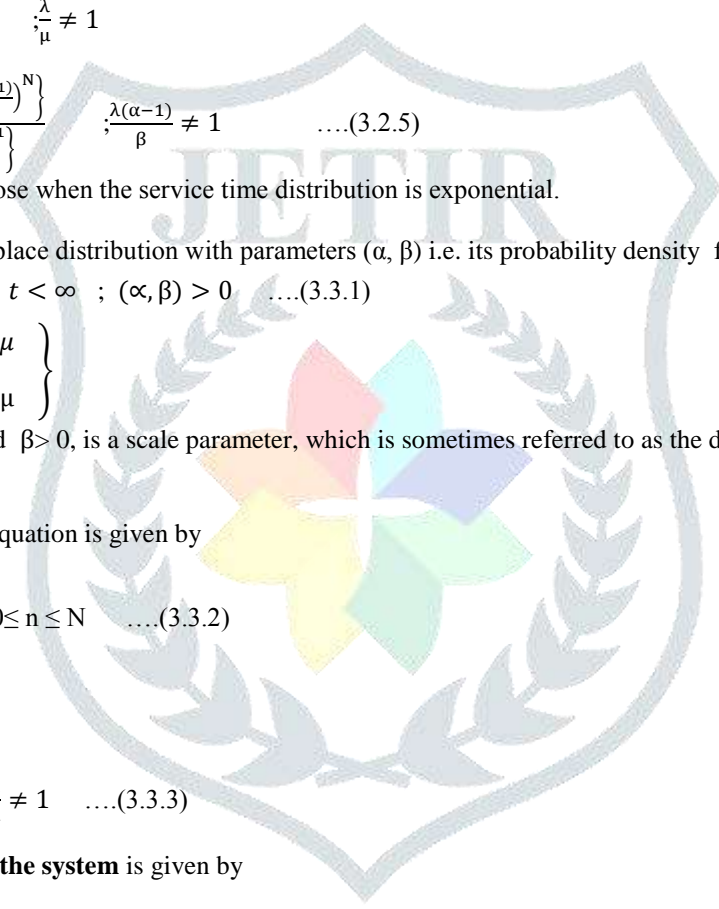 ;λ/μ ≠ 1
1) )^N}
1}
;λ(α−1)/β ≠ 1 ….(3.2.5)
JETIR
ose when the service time distribution is exponential.
place distribution with parameters (α, β) i.e. its probability density f
t < ∞ ; (∝, β) > 0 ….(3.3.1)
μ
μ }
d β> 0, is a scale parameter, which is sometimes referred to as the d
quation is given by
0≤ n ≤ N ….(3.3.2)
≠ 1 ….(3.3.3)
the system is given by